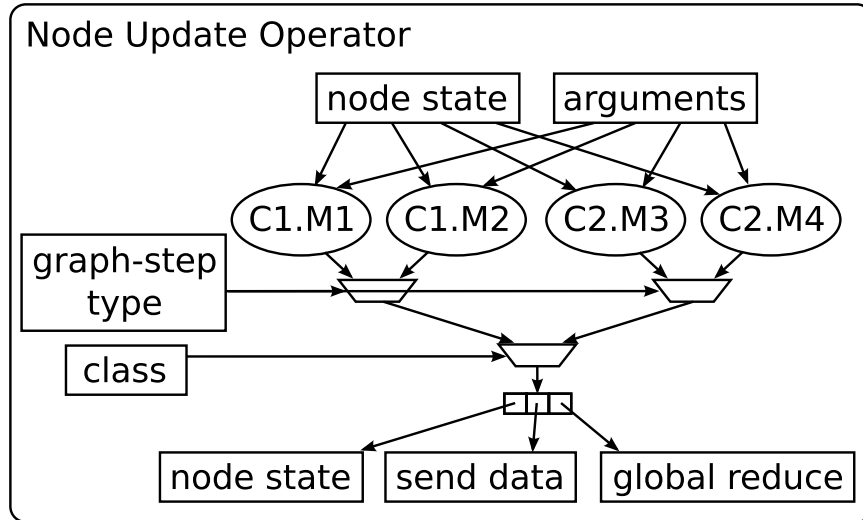 Node Update Operator
node state
arguments
C1.M1
C1.M2
C2.M3
C2.M4
graph-step
type
class
node state
send data
global reduce